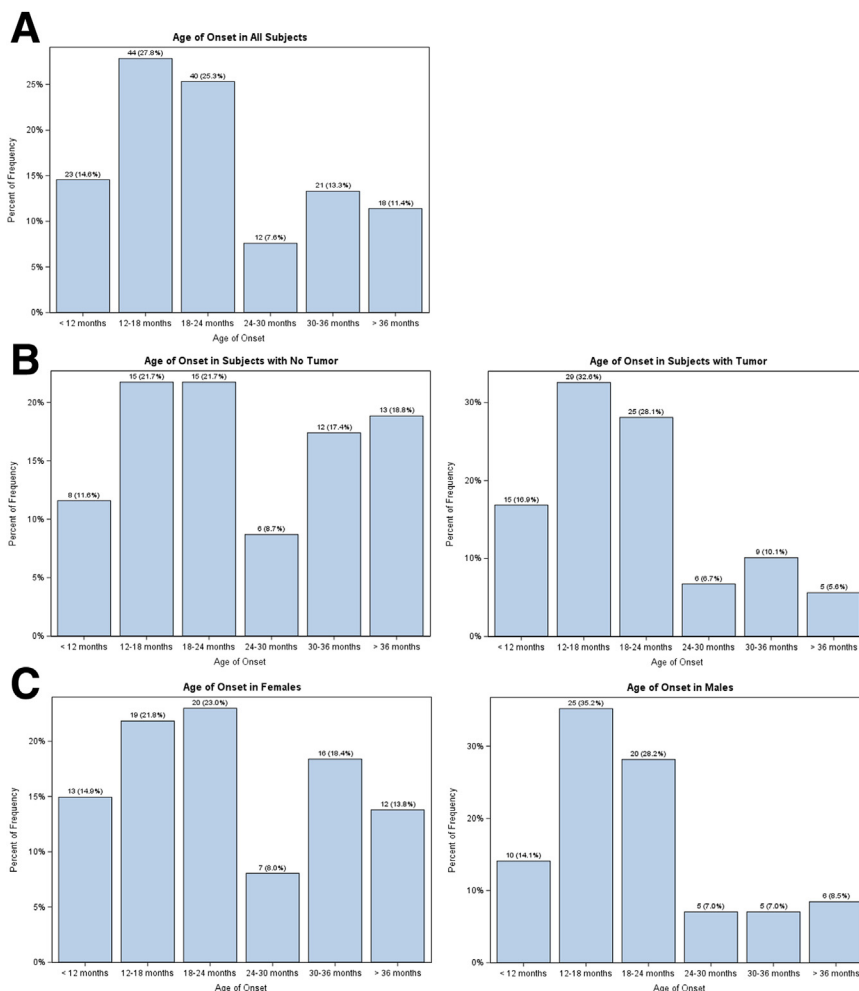 A
Age of Onset in All Subjects
44 (27.8%)
40 (25.3%)
23 (14.6%)
21 (13.3%)
18 (11.4%)
12 (7.6%)
25%
20%
15%
10%
5%
0%
Percent of Frequency
< 12 months 12-18 months 18-24 months 24-30 months 30-36 months > 36 months
Age of Onset
B
Age of Onset in Subjects with No Tumor
15 (21.7%) 15 (21.7%)
13 (18.8%)
12 (17.4%)
8 (11.6%)
6 (8.7%)
20%
15%
10%
5%
0%
Percent of Frequency
< 12 months 12-18 months 18-24 months 24-30 months 30-36 months > 36 months
Age of Onset
Age of Onset in Subjects with Tumor
29 (32.6%)
25 (28.1%)
15 (16.9%)
9 (10.1%)
6 (6.7%)
5 (5.6%)
30%
20%
10%
0%
Percent of Frequency
< 12 months 12-18 months 18-24 months 24-30 months 30-36 months > 36 months
Age of Onset
C
Age of Onset in Females
20 (23.0%)
19 (21.8%)
16 (18.4%)
13 (14.9%)
12 (13.8%)
7 (8.0%)
20%
15%
10%
5%
0%
Percent of Frequency
< 12 months 12-18 months 18-24 months 24-30 months 30-36 months > 36 months
Age of Onset
Age of Onset in Males
25 (35.2%)
20 (28.2%)
10 (14.1%)
6 (8.5%)
5 (7.0%) 5 (7.0%)
30%
20%
10%
0%
Percent of Frequency
< 12 months 12-18 months 18-24 months 24-30 months 30-36 months > 36 months
Age of Onset